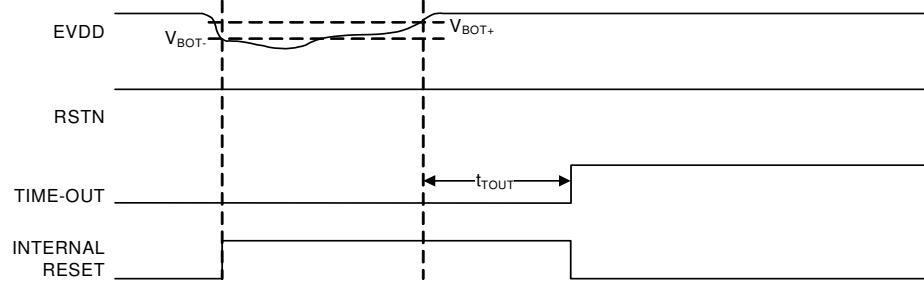 EVDD
VBOT-
VBOT+
RSTN
TIME-OUT
tTOUT
INTERNAL
RESET